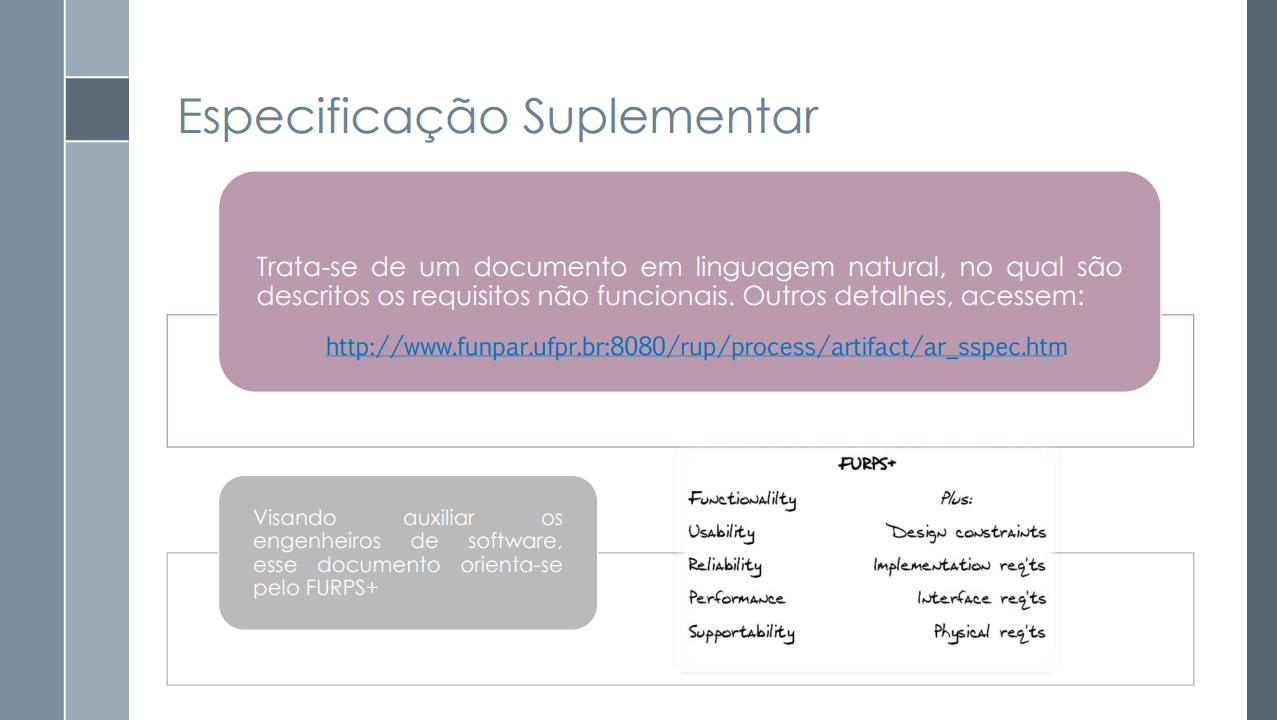 Especificação Suplementar
Trata-se de um documento em linguagem natural, no qual são
descritos os requisitos não funcionais. Outros detalhes, acessem:
http://www.funpar.ufpr.br:8080/rup/process/artifact/ar_sspec.htm
Visando auxiliar os
engenheiros de software,
esse documento orienta-se
pelo FURPS+
FURPS+
Functionalilty
Usability
Reliability
Performance
Supportability
Plus:
Design constraints
Implementation req'ts
Interface req'ts
Physical req'ts